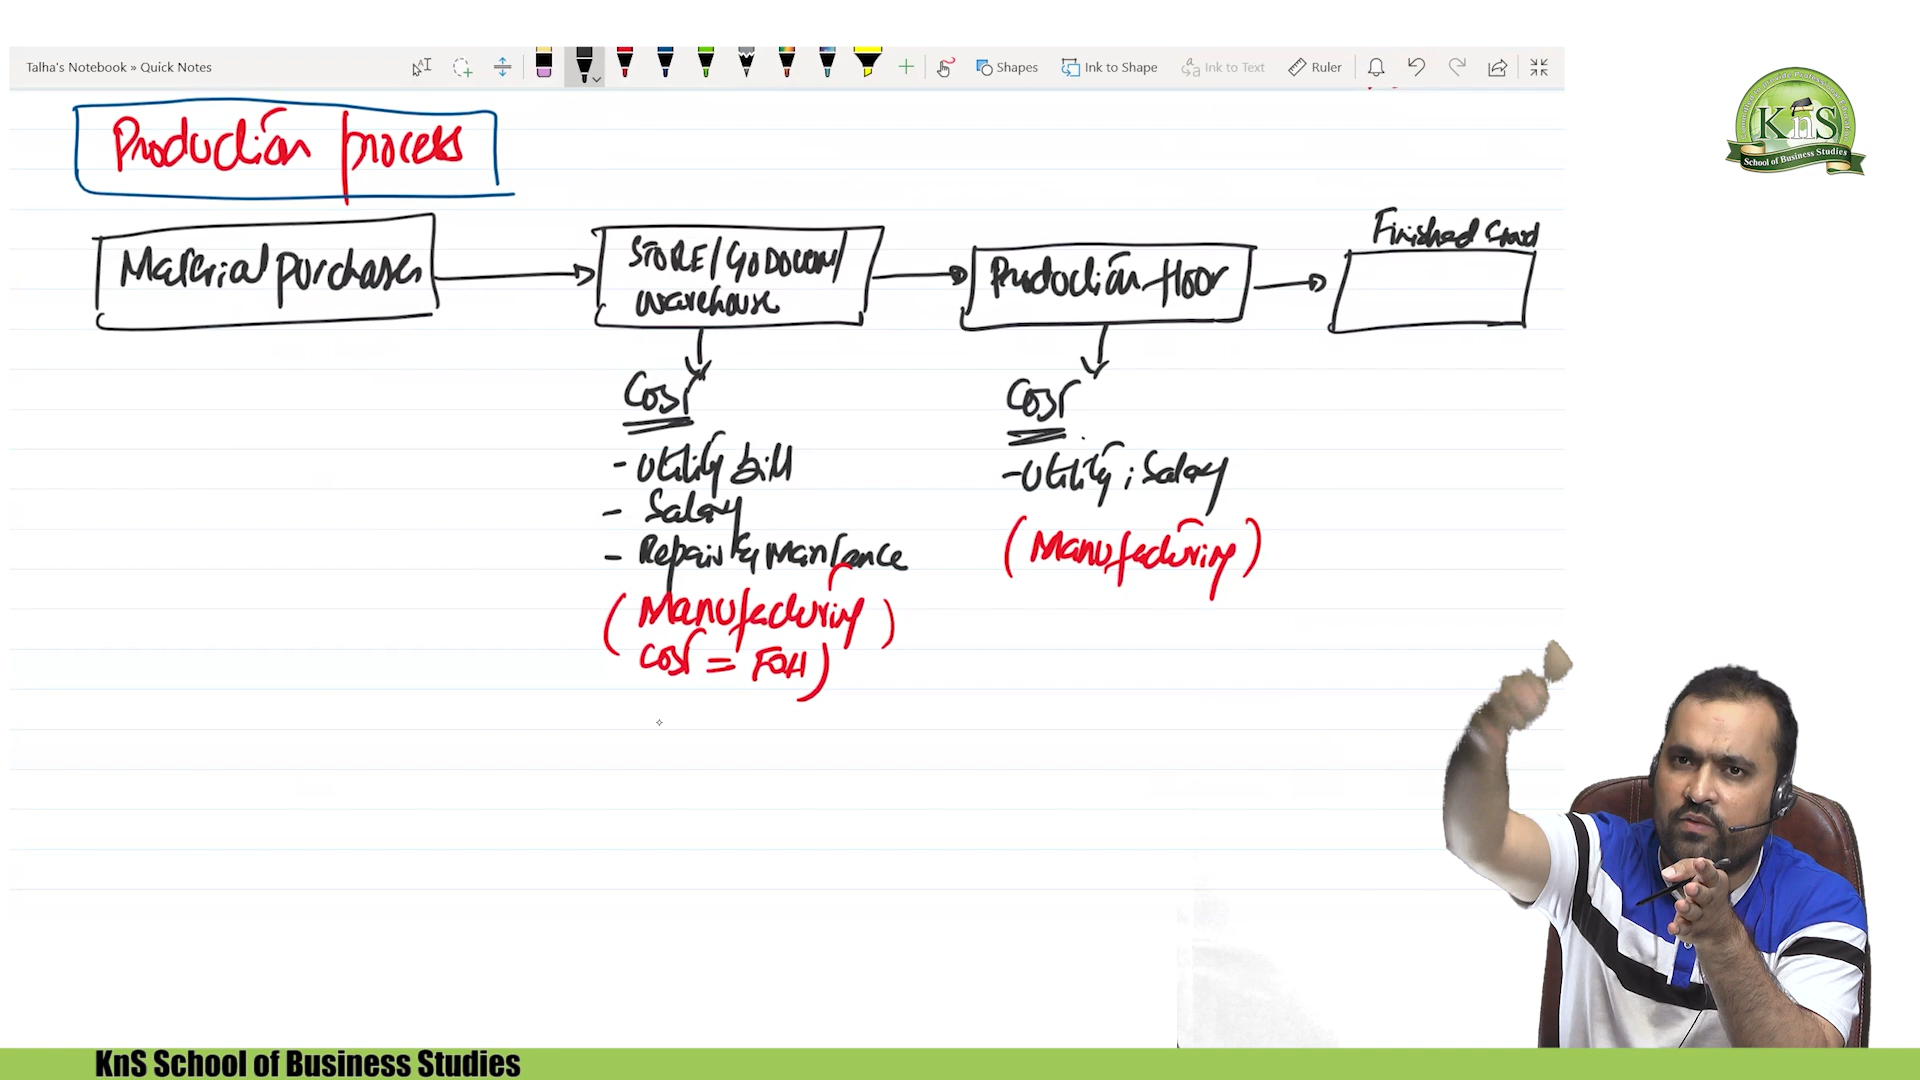 Talha's Notebook » Quick Notes
Shapes
Ink to Shape
Ink to Text
Ruler
Production process
Material purchases
STORE/GODOWN/
warehouse
Production floor
Finished Good
Cost
- Utility bill
- Salary
- Repair & Maintance
(Manufacturing)
Cost = FOH)
Cost
- Utility; Salary
(Manufacturing)
KnS
School of Business Studies
KnS School of Business Studies